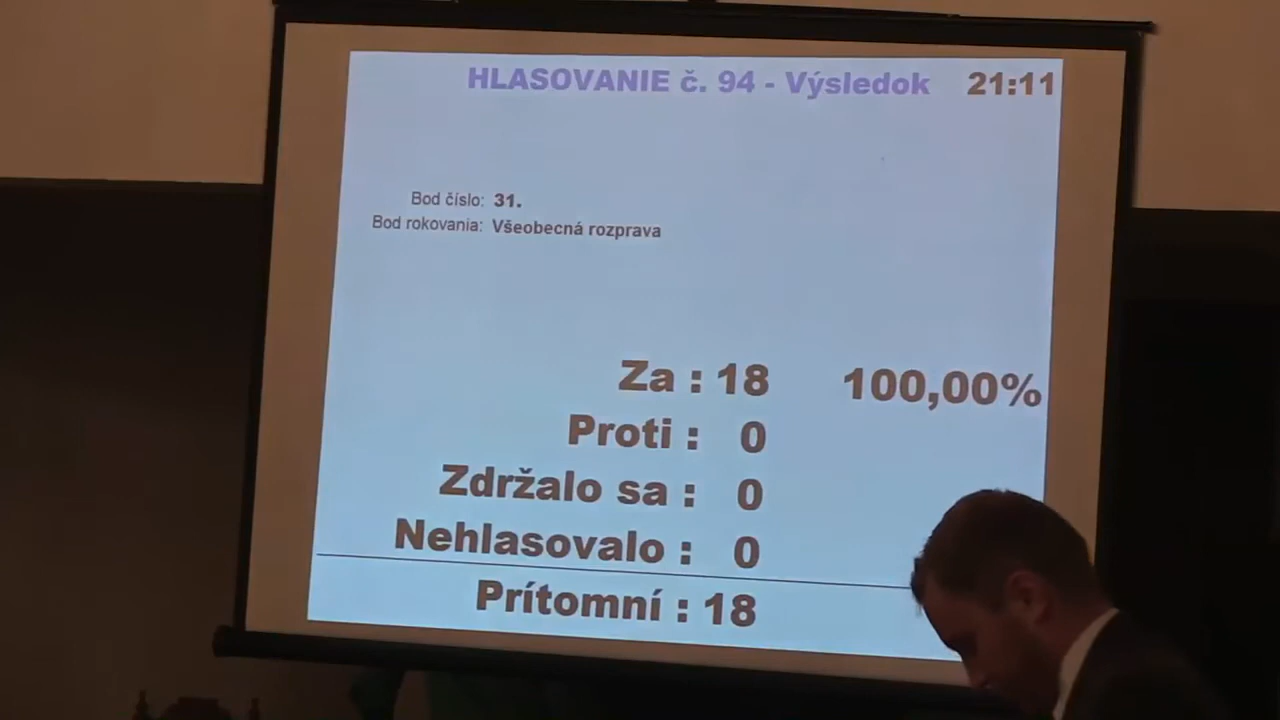 HLASOVANIE č. 94 - Výsledok 21:11
Bod číslo: 31.
Bod rokovania: Všeobecná rozprava
Za : 18 100,00%
Proti : 0
Zdržalo sa : 0
Nehlasovalo : 0
Prítomní : 18